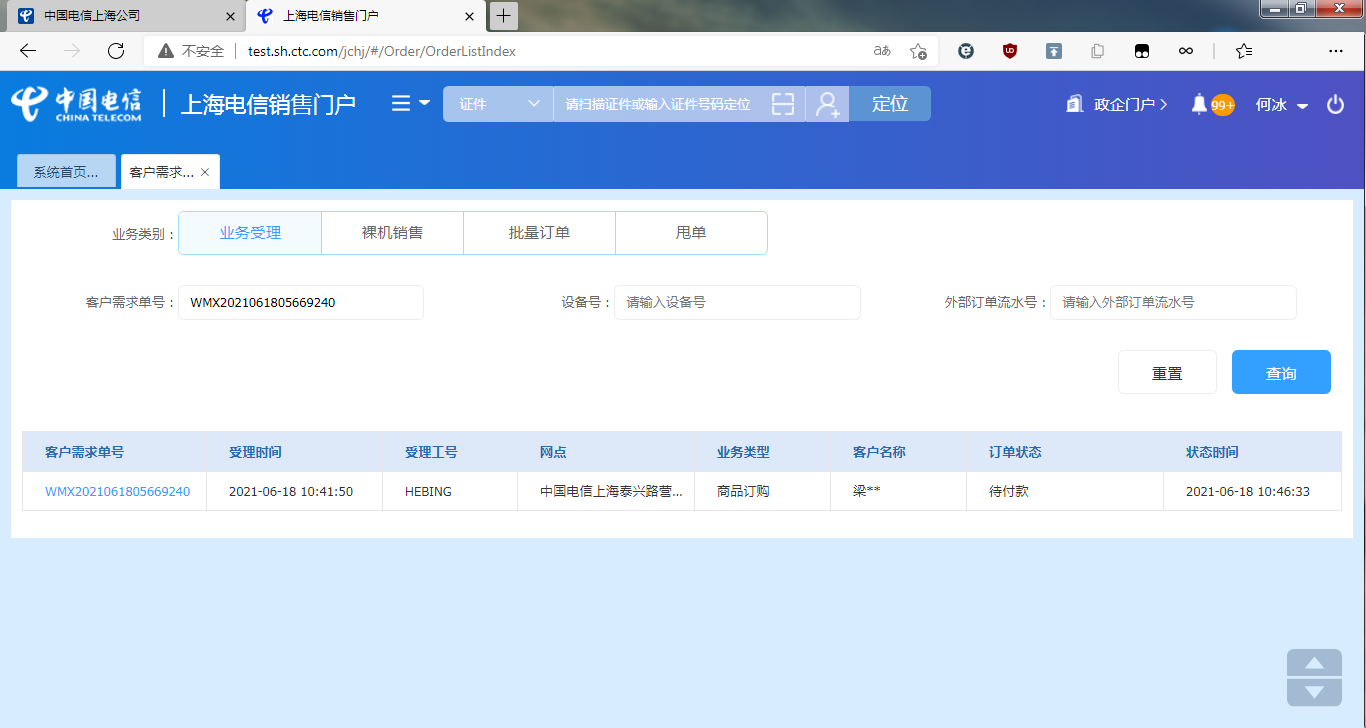 中国电信上海公司
上海电信销售门户
不安全
test.sh.ctc.com/jchj/#/Order/OrderListIndex
aあ
中国电信
CHINA TELECOM
上海电信销售门户
证件
请扫描证件或输入证件号码定位
定位
政企门户
99+
何冰
系统首页...
客户需求...
业务类别：
业务受理
裸机销售
批量订单
甩单
客户需求单号：
WMX2021061805669240
设备号：
请输入设备号
外部订单流水号：
请输入外部订单流水号
重置
查询
客户需求单号 受理时间 受理工号 网点 业务类型 客户名称 订单状态 状态时间
WMX2021061805669240 2021-06-18 10:41:50 HEBING 中国电信上海泰兴路营... 商品订购 梁** 待付款 2021-06-18 10:46:33